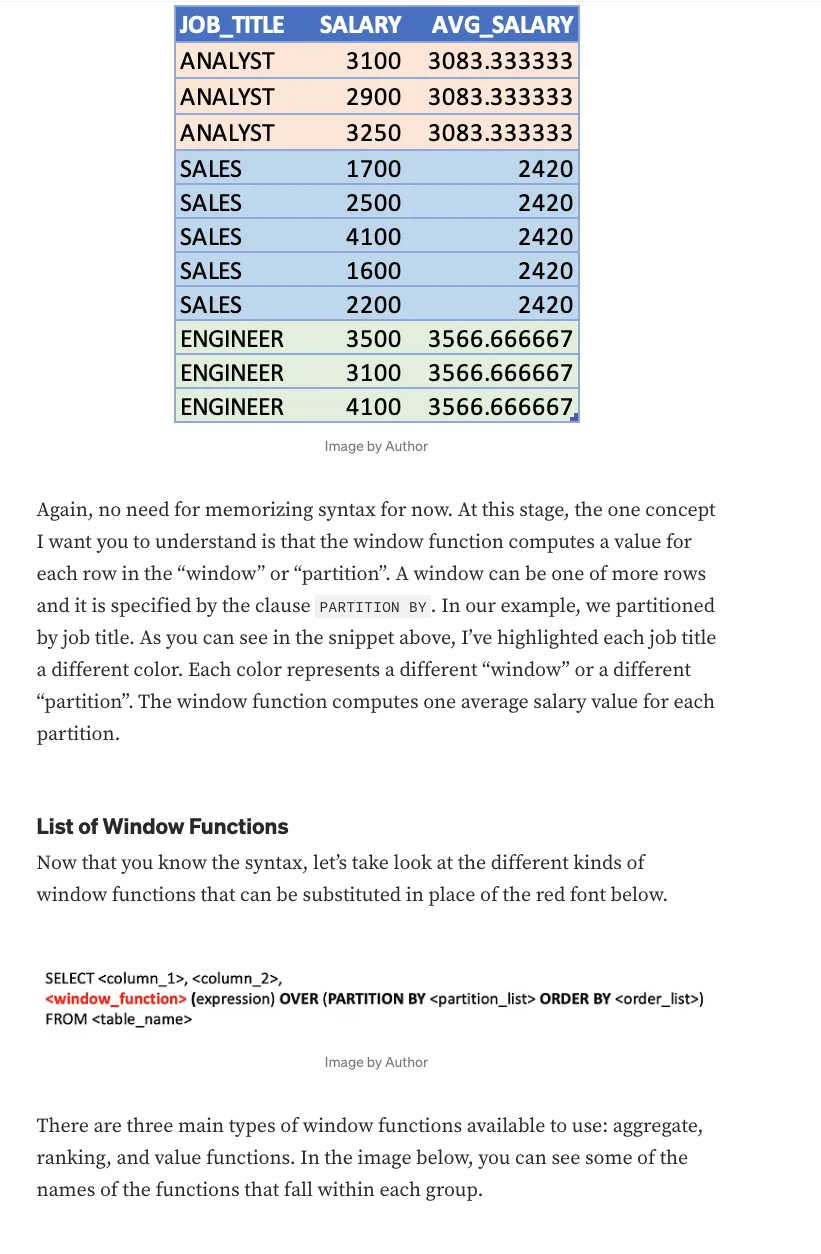 JOB_TITLE SALARY AVG_SALARY
ANALYST 3100 3083.333333
ANALYST 2900 3083.333333
ANALYST 3250 3083.333333
SALES 1700 2420
SALES 2500 2420
SALES 4100 2420
SALES 1600 2420
SALES 2200 2420
ENGINEER 3500 3566.666667
ENGINEER 3100 3566.666667
ENGINEER 4100 3566.666667
Image by Author
Again, no need for memorizing syntax for now. At this stage, the one concept
I want you to understand is that the window function computes a value for
each row in the “window” or “partition”. A window can be one of more rows
and it is specified by the clause PARTITION BY. In our example, we partitioned
by job title. As you can see in the snippet above, I’ve highlighted each job title
a different color. Each color represents a different “window” or a different
“partition”. The window function computes one average salary value for each
partition.
List of Window Functions
Now that you know the syntax, let’s take look at the different kinds of
window functions that can be substituted in place of the red font below.
SELECT <column_1>, <column_2>,
<window_function> (expression) OVER (PARTITION BY <partition_list> ORDER BY <order_list>)
FROM <table_name>
Image by Author
There are three main types of window functions available to use: aggregate,
ranking, and value functions. In the image below, you can see some of the
names of the functions that fall within each group.